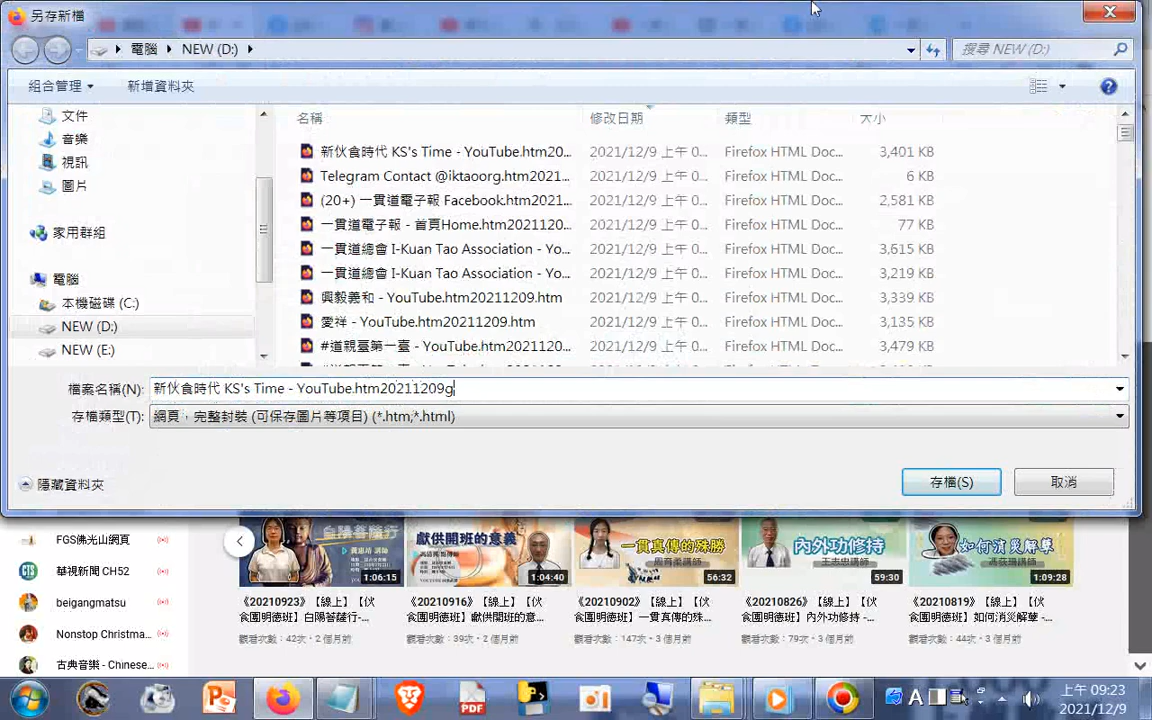 另存新檔
電腦 NEW (D:) 搜尋 NEW (D:)
組合管理 新增資料夾
文件
音樂
視訊
圖片
家用群組
電腦
本機磁碟 (C:)
NEW (D:)
NEW (E:)
名稱 修改日期 類型 大小
新伙食時代 KS's Time - YouTube.htm20... 2021/12/9 上午 0... Firefox HTML Doc... 3,401 KB
Telegram Contact @iktaoorg.htm2021... 2021/12/9 上午 0... Firefox HTML Doc... 6 KB
(20+) 一貫道電子報 Facebook.htm2021... 2021/12/9 上午 0... Firefox HTML Doc... 2,581 KB
一貫道電子報 - 首頁Home.htm2021120... 2021/12/9 上午 0... Firefox HTML Doc... 77 KB
一貫道總會 I-Kuan Tao Association - Yo... 2021/12/9 上午 0... Firefox HTML Doc... 3,615 KB
一貫道總會 I-Kuan Tao Association - Yo... 2021/12/9 上午 0... Firefox HTML Doc... 3,219 KB
興毅義和 - YouTube.htm20211209.htm 2021/12/9 上午 0... Firefox HTML Doc... 3,339 KB
愛祥 - YouTube.htm20211209.htm 2021/12/9 上午 0... Firefox HTML Doc... 3,135 KB
#道親臺第一臺 - YouTube.htm2021120... 2021/12/9 上午 0... Firefox HTML Doc... 3,479 KB
檔案名稱(N): 新伙食時代 KS's Time - YouTube.htm20211209g
存檔類型(T): 網頁，完整封裝 (可保存圖片等項目) (*.htm;*.html)
隱藏資料夾 存檔(S) 取消
FGS佛光山網頁
華視新聞 CH52
beigangmatsu
Nonstop Christma...
古典音樂 - Chinese...
白陽菩薩行 獻供開班的意義 一貫真傳的殊勝 內外功修持 如何消災解孽
王志忠講師
1:06:15 1:04:40 56:32 59:30 1:09:28
《20210923》【線上】【伙食團明德班】白陽菩薩行-...
觀看次數：42次 · 2 個月前
《20210916》【線上】【伙食團明德班】獻供開班的意...
觀看次數：39次 · 2 個月前
《20210902》【線上】【伙食團明德班】一貫真傳的殊...
觀看次數：147次 · 3 個月前
《20210826》【線上】【伙食團明德班】內外功修持 -...
觀看次數：79次 · 3 個月前
《20210819》【線上】【伙食團明德班】如何消災解孽 -...
觀看次數：44次 · 3 個月前
PDF
A
上午 09:23
2021/12/9